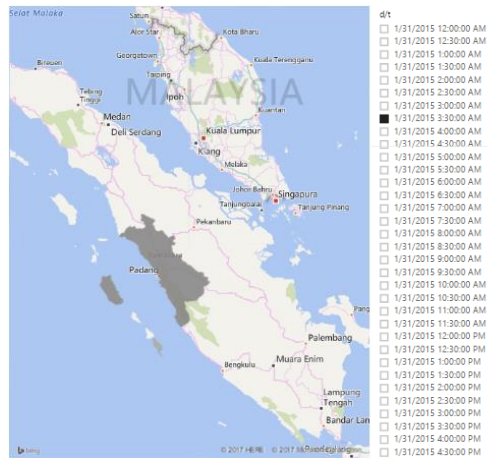 Selat Malaka
Satun
Alor Star
Kota Bharu
Georgetown
Kuala Terengganu
Bireuen
Taiping
MALAYSIA
Ipoh
Tebing
Tinggi
Kuantan
Medan
Deli Serdang
Kuala Lumpur
Klang
Melaka
Johor Bahru
Singapura
Tanjungbalai
Tanjung Pinang
Pekanbaru
Padang
Pang
Palembang
Bengkulu
Muara Enim
Lampung
Tengah
Bandar Lam
bing
© 2017 HERE © 2017
d/t
1/31/2015 12:00:00 AM
1/31/2015 12:30:00 AM
1/31/2015 1:00:00 AM
1/31/2015 1:30:00 AM
1/31/2015 2:00:00 AM
1/31/2015 2:30:00 AM
1/31/2015 3:00:00 AM
1/31/2015 3:30:00 AM
1/31/2015 4:00:00 AM
1/31/2015 4:30:00 AM
1/31/2015 5:00:00 AM
1/31/2015 5:30:00 AM
1/31/2015 6:00:00 AM
1/31/2015 6:30:00 AM
1/31/2015 7:00:00 AM
1/31/2015 7:30:00 AM
1/31/2015 8:00:00 AM
1/31/2015 8:30:00 AM
1/31/2015 9:00:00 AM
1/31/2015 9:30:00 AM
1/31/2015 10:00:00 AM
1/31/2015 10:30:00 AM
1/31/2015 11:00:00 AM
1/31/2015 11:30:00 AM
1/31/2015 12:00:00 PM
1/31/2015 12:30:00 PM
1/31/2015 1:00:00 PM
1/31/2015 1:30:00 PM
1/31/2015 2:00:00 PM
1/31/2015 2:30:00 PM
1/31/2015 3:00:00 PM
1/31/2015 3:30:00 PM
1/31/2015 4:00:00 PM
1/31/2015 4:30:00 PM